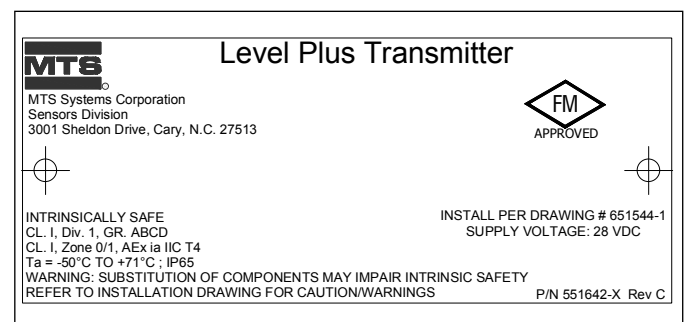 MTS
Level Plus Transmitter
MTS Systems Corporation
Sensors Division
3001 Sheldon Drive, Cary, N.C. 27513
FM
APPROVED
INTRINSICALLY SAFE
CL. I, Div. 1, GR. ABCD
CL. I, Zone 0/1, AEx ia IIC T4
Ta = -50°C TO +71°C ; IP65
INSTALL PER DRAWING # 651544-1
SUPPLY VOLTAGE: 28 VDC
WARNING: SUBSTITUTION OF COMPONENTS MAY IMPAIR INTRINSIC SAFETY
REFER TO INSTALLATION DRAWING FOR CAUTION/WARNINGS
P/N 551642-X Rev C